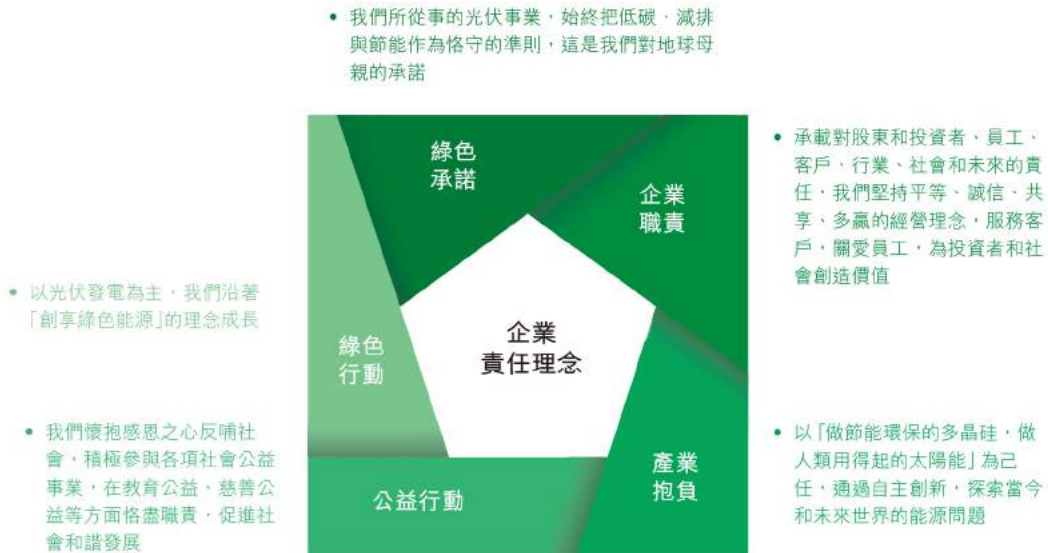 • 我們所從事的光伏事業，始終把低碳、減排
與節能作為恪守的準則，這是我們對地球母
親的承諾
綠色
承諾
企業
職責
• 承載對股東和投資者、員工、
客戶、行業、社會和未來的責
任，我們堅持平等、誠信、共
享、多贏的經營理念，服務客
戶，關愛員工，為投資者和社
會創造價值
• 以光伏發電為主，我們沿著
「創享綠色能源」的理念成長
綠色
行動
企業
責任理念
• 我們懷抱感恩之心反哺社
會，積極參與各項社會公益
事業，在教育公益、慈善公
益等方面恪盡職責，促進社
會和諧發展
公益行動
產業
抱負
• 以「做節能環保的多晶硅，做
人類用得起的太陽能」為己
任，通過自主創新，探索當今
和未來世界的能源問題